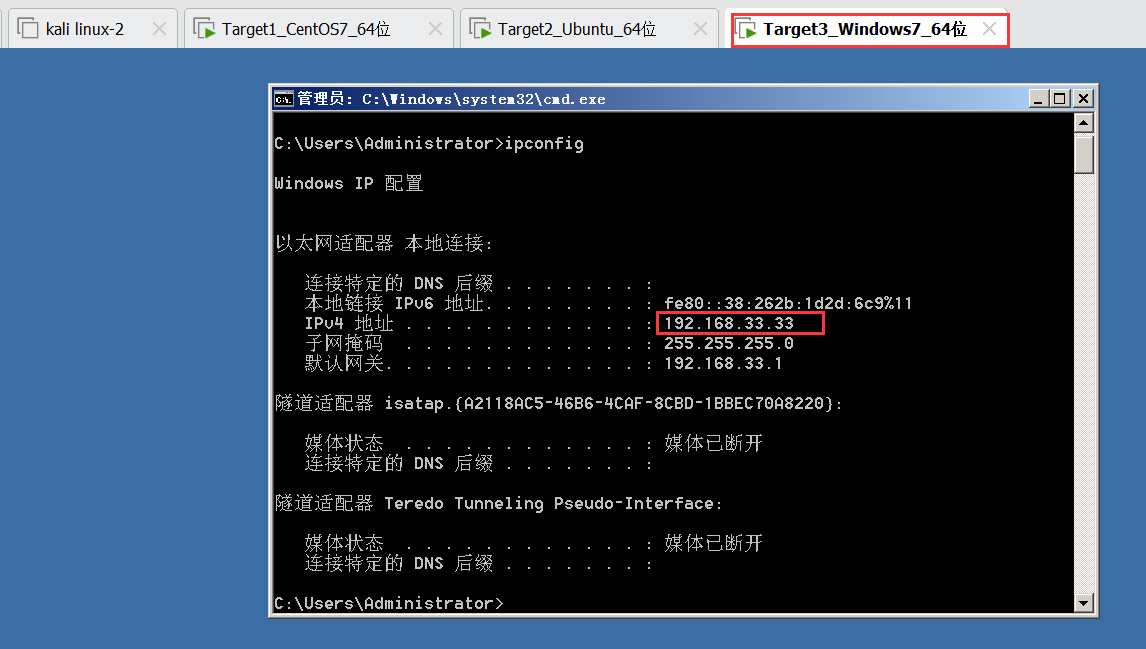 kali linux-2
Target1_CentOS7_64位
Target2_Ubuntu_64位
Target3_Windows7_64位
管理员: C:\Windows\system32\cmd.exe
C:\Users\Administrator>ipconfig
Windows IP 配置
以太网适配器 本地连接:
连接特定的 DNS 后缀 . . . . . . . :
本地链接 IPv6 地址. . . . . . . . : fe80::38:262b:1d2d:6c9%11
IPv4 地址 . . . . . . . . . . . . : 192.168.33.33
子网掩码 . . . . . . . . . . . . : 255.255.255.0
默认网关. . . . . . . . . . . . . : 192.168.33.1
隧道适配器 isatap.{A2118AC5-46B6-4CAF-8CBD-1BBEC70A8220}:
媒体状态 . . . . . . . . . . . . : 媒体已断开
连接特定的 DNS 后缀 . . . . . . . :
隧道适配器 Teredo Tunneling Pseudo-Interface:
媒体状态 . . . . . . . . . . . . : 媒体已断开
连接特定的 DNS 后缀 . . . . . . . :
C:\Users\Administrator>